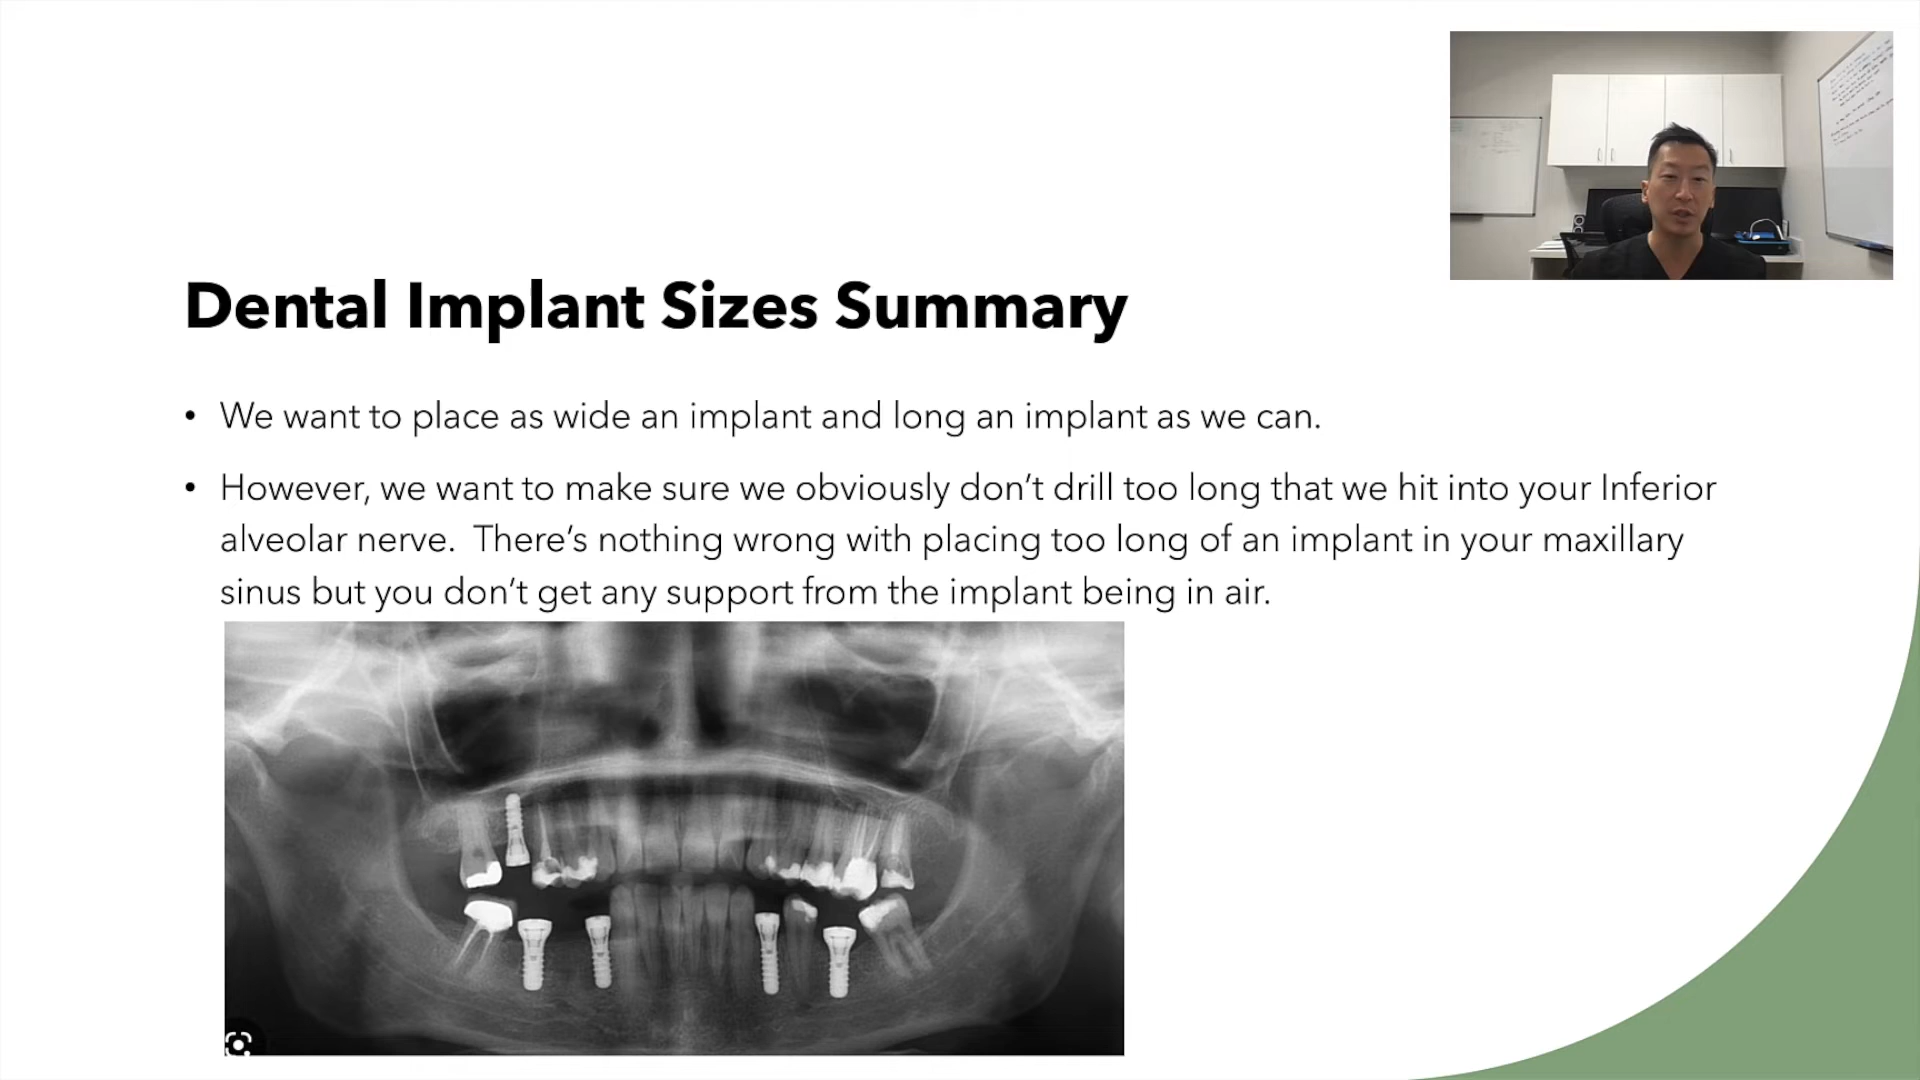 Dental Implant Sizes Summary
• We want to place as wide an implant and long an implant as we can.
• However, we want to make sure we obviously don't drill too long that we hit into your Inferior
alveolar nerve.  There's nothing wrong with placing too long of an implant in your maxillary
sinus but you don't get any support from the implant being in air.